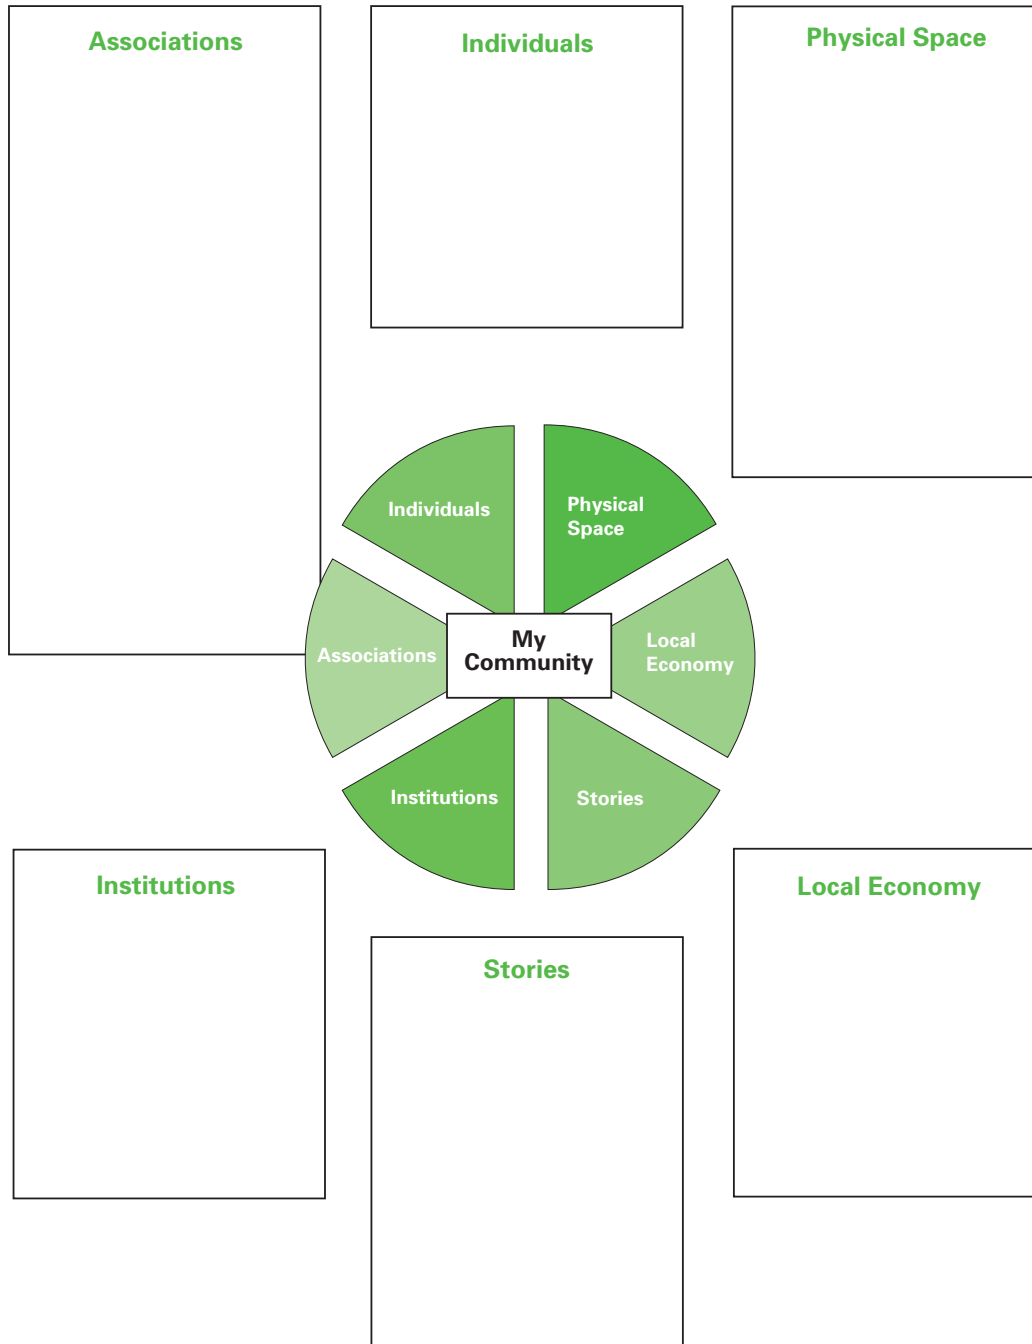 Associations
Individuals
Physical Space
Individuals
Physical
Space
Associations
My
Community
Local
Economy
Institutions
Stories
Institutions
Local Economy
Stories